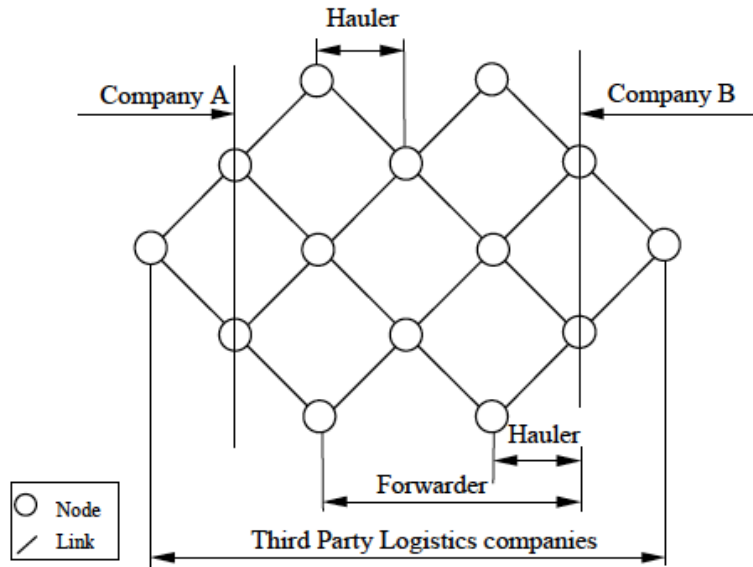 Hauler
Company A
Company B
Hauler
Forwarder
Node
Link
Third Party Logistics companies